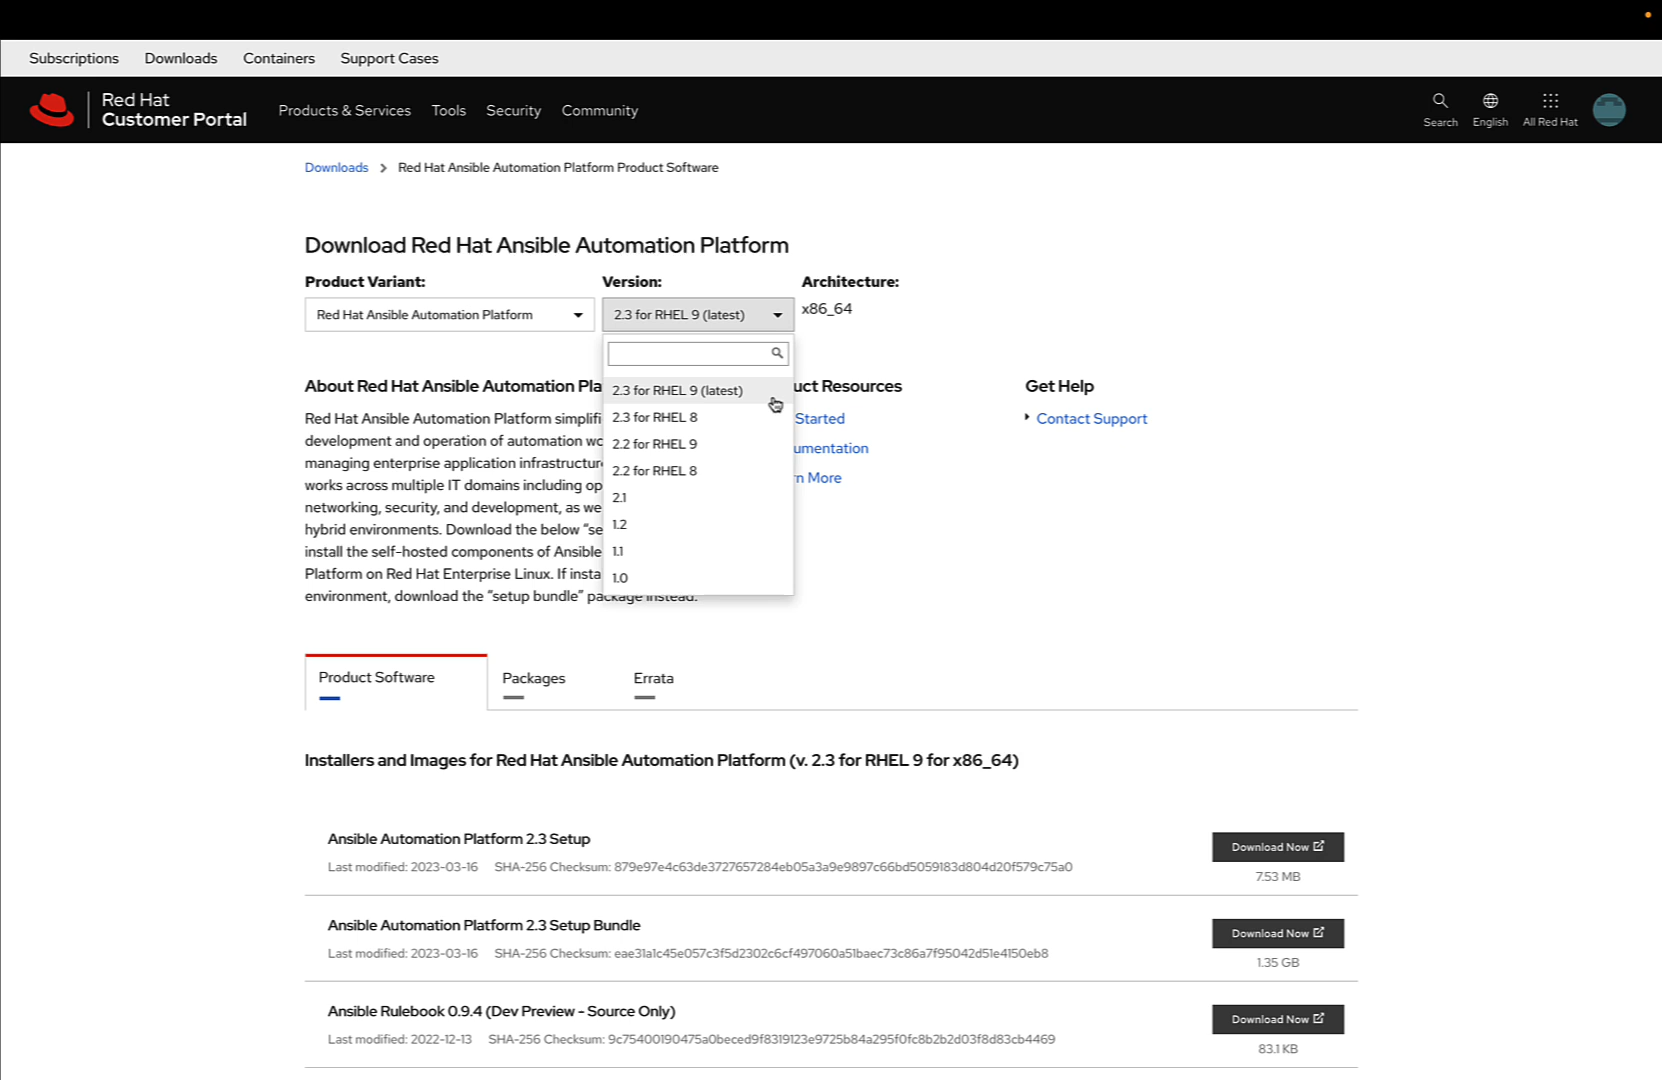 Subscriptions Downloads Containers Support Cases
Red Hat
Customer Portal
Products & Services Tools Security Community
Search English All Red Hat
Downloads > Red Hat Ansible Automation Platform Product Software
Download Red Hat Ansible Automation Platform
Product Variant: Version: Architecture:
Red Hat Ansible Automation Platform 2.3 for RHEL 9 (latest) x86_64
2.3 for RHEL 9 (latest)
2.3 for RHEL 8
2.2 for RHEL 9
2.2 for RHEL 8
2.1
1.2
1.1
1.0
About Red Hat Ansible Automation Pla
Red Hat Ansible Automation Platform simplifi
development and operation of automation wo
managing enterprise application infrastructur
works across multiple IT domains including op
networking, security, and development, as we
hybrid environments. Download the below “se
install the self-hosted components of Ansible
Platform on Red Hat Enterprise Linux. If insta
environment, download the “setup bundle” package instead.
uct Resources
Started
umentation
n More
Get Help
Contact Support
Product Software Packages Errata
Installers and Images for Red Hat Ansible Automation Platform (v. 2.3 for RHEL 9 for x86_64)
Ansible Automation Platform 2.3 Setup
Last modified: 2023-03-16 SHA-256 Checksum: 879e97e4c63de3727657284eb05a3a9e9897c66bd5059183d804d20f579c75a0
Download Now
7.53 MB
Ansible Automation Platform 2.3 Setup Bundle
Last modified: 2023-03-16 SHA-256 Checksum: eae31a1c45e057c3f5d2302c6cf497060a51baec73c86a7f95042d51e4150eb8
Download Now
1.35 GB
Ansible Rulebook 0.9.4 (Dev Preview - Source Only)
Last modified: 2022-12-13 SHA-256 Checksum: 9c75400190475a0beced9f8319123e9725b84a295f0fc8b2b2d03f8d83cb4469
Download Now
83.1 KB